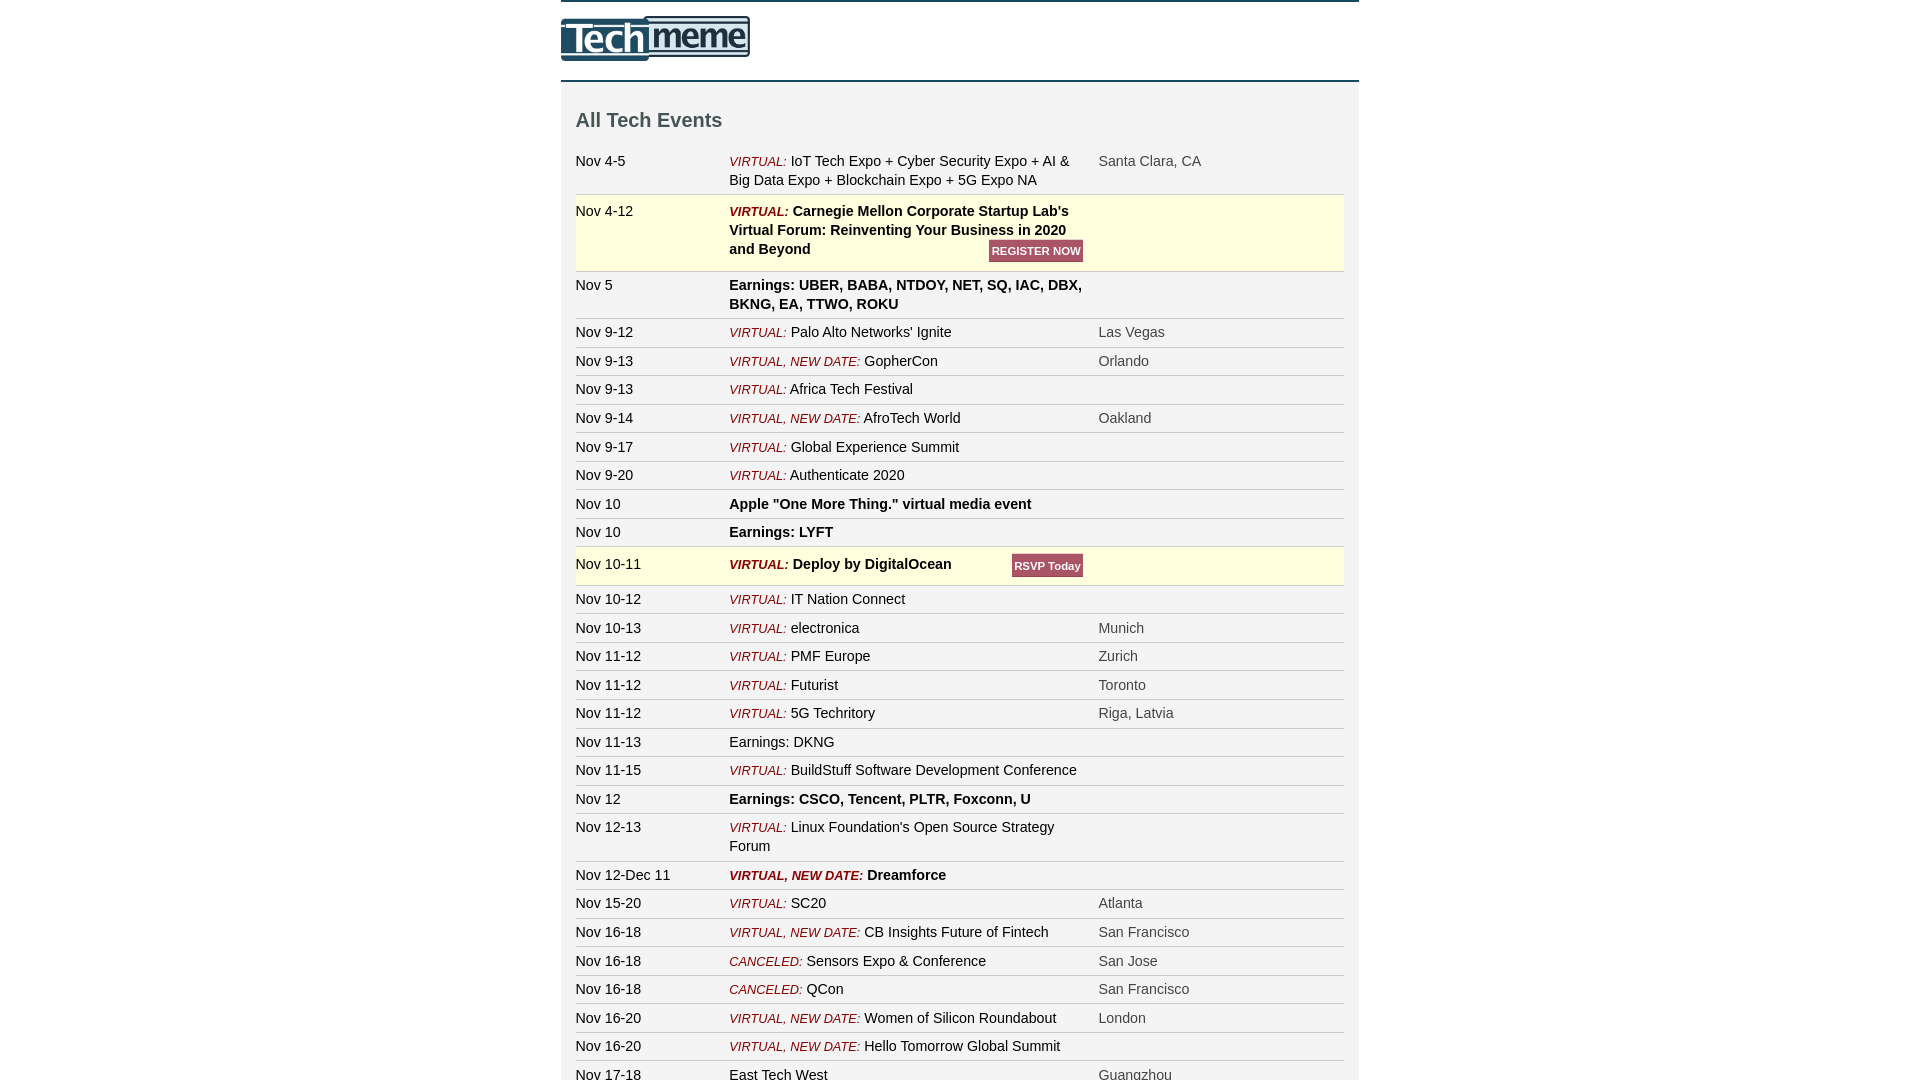 Techmeme
All Tech Events
Nov 4-5 VIRTUAL: IoT Tech Expo + Cyber Security Expo + AI & Santa Clara, CA
Big Data Expo + Blockchain Expo + 5G Expo NA
Nov 4-12 VIRTUAL: Carnegie Mellon Corporate Startup Lab's
Virtual Forum: Reinventing Your Business in 2020
and Beyond REGISTER NOW
Nov 5 Earnings: UBER, BABA, NTDOY, NET, SQ, IAC, DBX,
BKNG, EA, TTWO, ROKU
Nov 9-12 VIRTUAL: Palo Alto Networks' Ignite Las Vegas
Nov 9-13 VIRTUAL, NEW DATE: GopherCon Orlando
Nov 9-13 VIRTUAL: Africa Tech Festival
Nov 9-14 VIRTUAL, NEW DATE: AfroTech World Oakland
Nov 9-17 VIRTUAL: Global Experience Summit
Nov 9-20 VIRTUAL: Authenticate 2020
Nov 10 Apple "One More Thing." virtual media event
Nov 10 Earnings: LYFT
Nov 10-11 VIRTUAL: Deploy by DigitalOcean RSVP Today
Nov 10-12 VIRTUAL: IT Nation Connect
Nov 10-13 VIRTUAL: electronica Munich
Nov 11-12 VIRTUAL: PMF Europe Zurich
Nov 11-12 VIRTUAL: Futurist Toronto
Nov 11-12 VIRTUAL: 5G Techritory Riga, Latvia
Nov 11-13 Earnings: DKNG
Nov 11-15 VIRTUAL: BuildStuff Software Development Conference
Nov 12 Earnings: CSCO, Tencent, PLTR, Foxconn, U
Nov 12-13 VIRTUAL: Linux Foundation's Open Source Strategy
Forum
Nov 12-Dec 11 VIRTUAL, NEW DATE: Dreamforce
Nov 15-20 VIRTUAL: SC20 Atlanta
Nov 16-18 VIRTUAL, NEW DATE: CB Insights Future of Fintech San Francisco
Nov 16-18 CANCELED: Sensors Expo & Conference San Jose
Nov 16-18 CANCELED: QCon San Francisco
Nov 16-20 VIRTUAL, NEW DATE: Women of Silicon Roundabout London
Nov 16-20 VIRTUAL, NEW DATE: Hello Tomorrow Global Summit
Nov 17-18 East Tech West Guangzhou